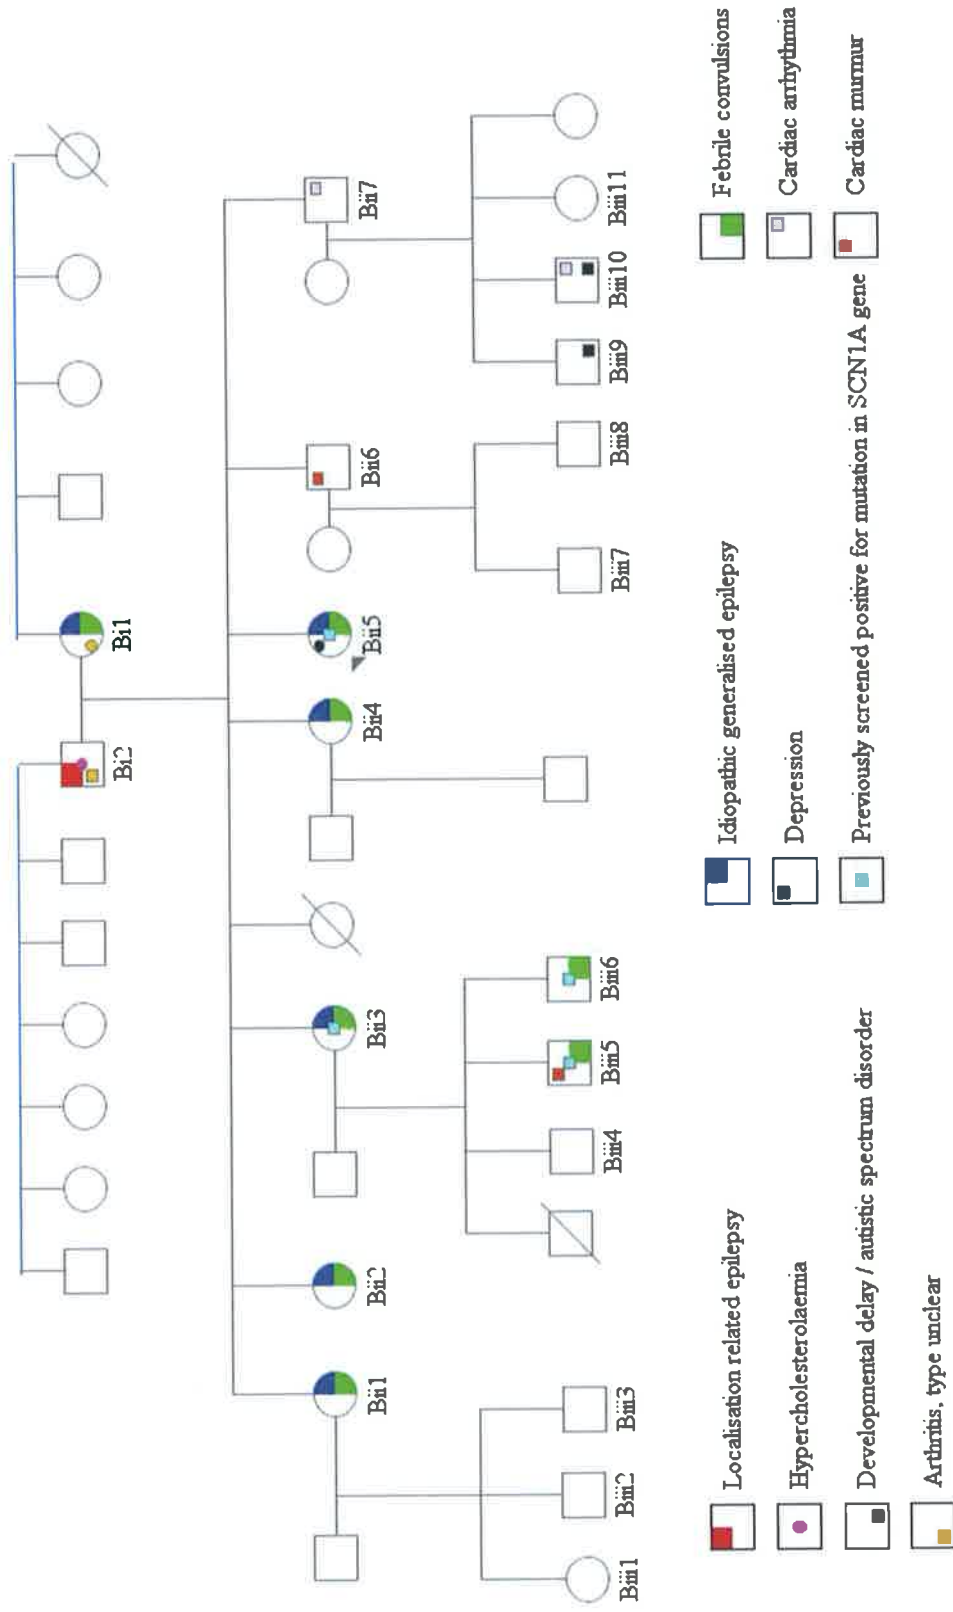 Bi2 Bi1
Bii1 Bii2 Bii3 Bii4 Bii5 Bii6 Bii7
Biii1 Biii2 Biii3 Biii4 Biii5 Biii6 Biii7 Biii8 Biii9 Biii10 Biii11
Localisation related epilepsy Idiopathic generalised epilepsy Febrile convulsions
Hypercholesterolaemia Depression Cardiac arrhythmia
Developmental delay / autistic spectrum disorder Previously screened positive for mutation in SCN1A gene Cardiac murmur
Arthritis, type unclear